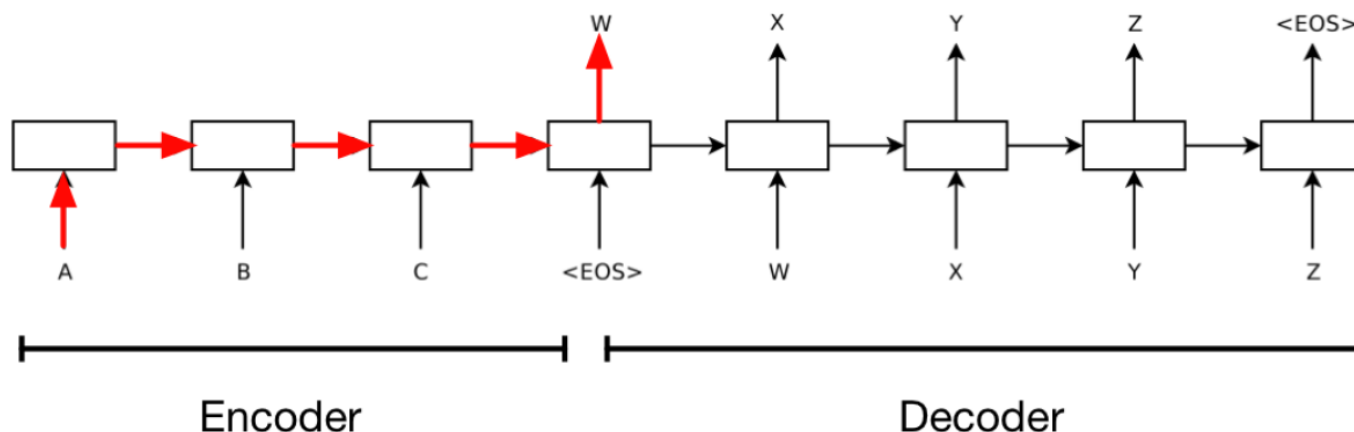 W X Y Z <EOS>
A B C <EOS> W X Y Z
Encoder Decoder